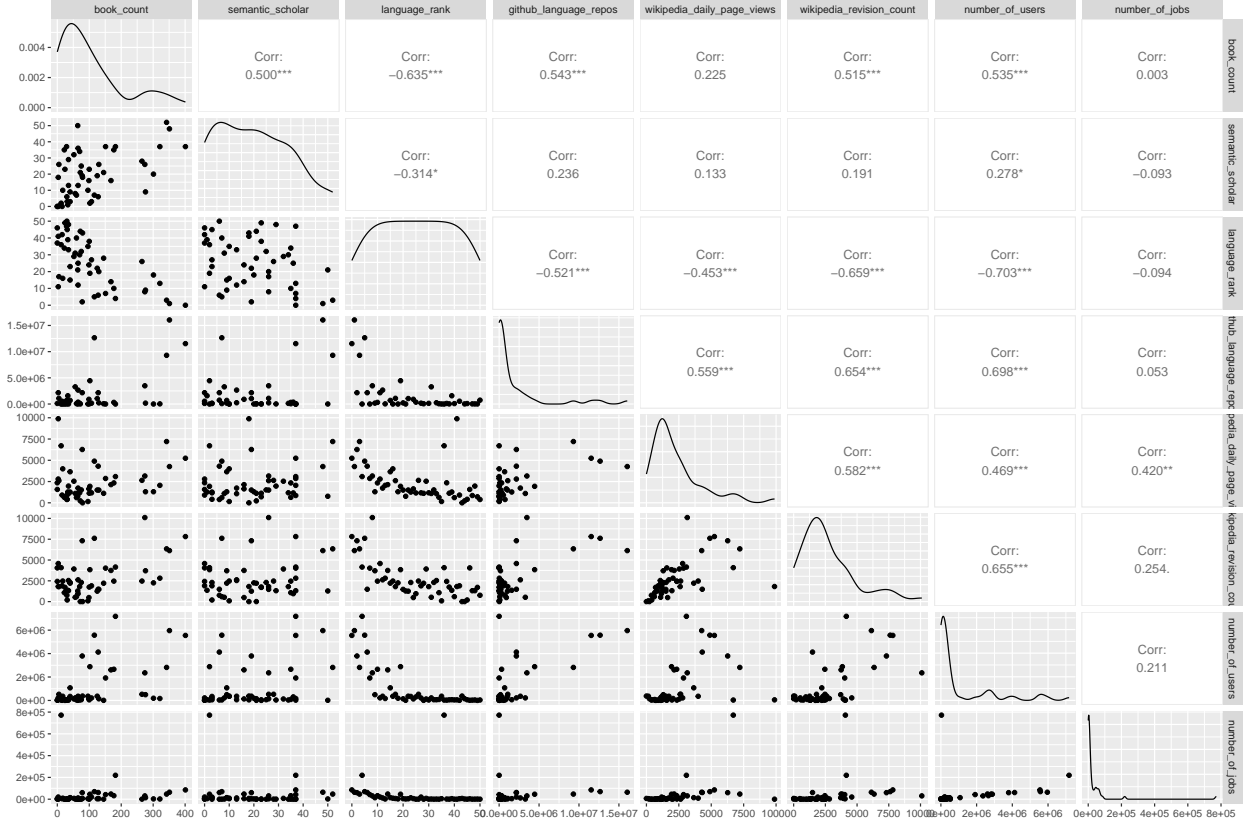 book_count semantic_scholar language_rank github_language_repos wikipedia_daily_page_views wikipedia_revision_count number_of_users number_of_jobs
0.004
0.002
0.000
Corr: Corr: Corr: Corr: Corr: Corr: Corr:
0.500*** −0.635*** 0.543*** 0.225 0.515*** 0.535*** 0.003
book_count
50
40
30
20
10
0
Corr: Corr: Corr: Corr: Corr: Corr:
−0.314* 0.236 0.133 0.191 0.278* −0.093
semantic_scholar
50
40
30
20
10
0
Corr: Corr: Corr: Corr: Corr:
−0.521*** −0.453*** −0.659*** −0.703*** −0.094
language_rank
1.5e+07
1.0e+07
5.0e+06
0.0e+00
Corr: Corr: Corr: Corr:
0.559*** 0.654*** 0.698*** 0.053
thub_language_repo
10000
7500
5000
2500
0
Corr: Corr: Corr:
0.582*** 0.469*** 0.420**
pedia_daily_page_vi
10000
7500
5000
2500
0
Corr: Corr:
0.655*** 0.254.
kipedia_revision_cou
6e+06
4e+06
2e+06
0e+00
Corr:
0.211
number_of_users
8e+05
6e+05
4e+05
2e+05
0e+00
number_of_jobs
0 100 200 300 400 0 10 20 30 40 50 0 10 20 30 40 50 0.0e+00 5.0e+06 1.0e+07 1.5e+07 0 2500 5000 7500 10000 0 2500 5000 7500 10000 0e+00 2e+06 4e+06 6e+06 0e+00 2e+05 4e+05 6e+05 8e+05